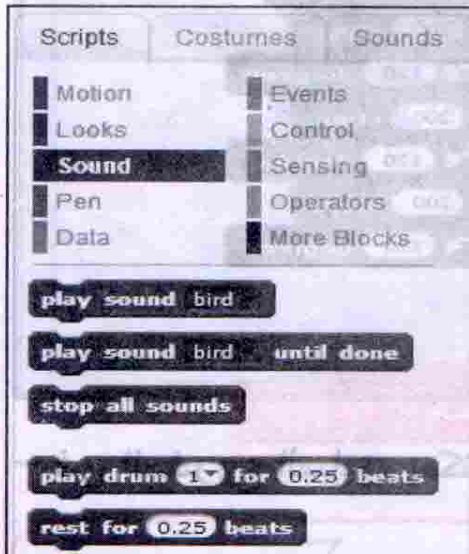 Scripts Costumes Sounds
Motion Events
Looks Control
Sound Sensing
Pen Operators
Data More Blocks
play sound bird
play sound bird until done
stop all sounds
play drum 1 for 0.25 beats
rest for 0.25 beats